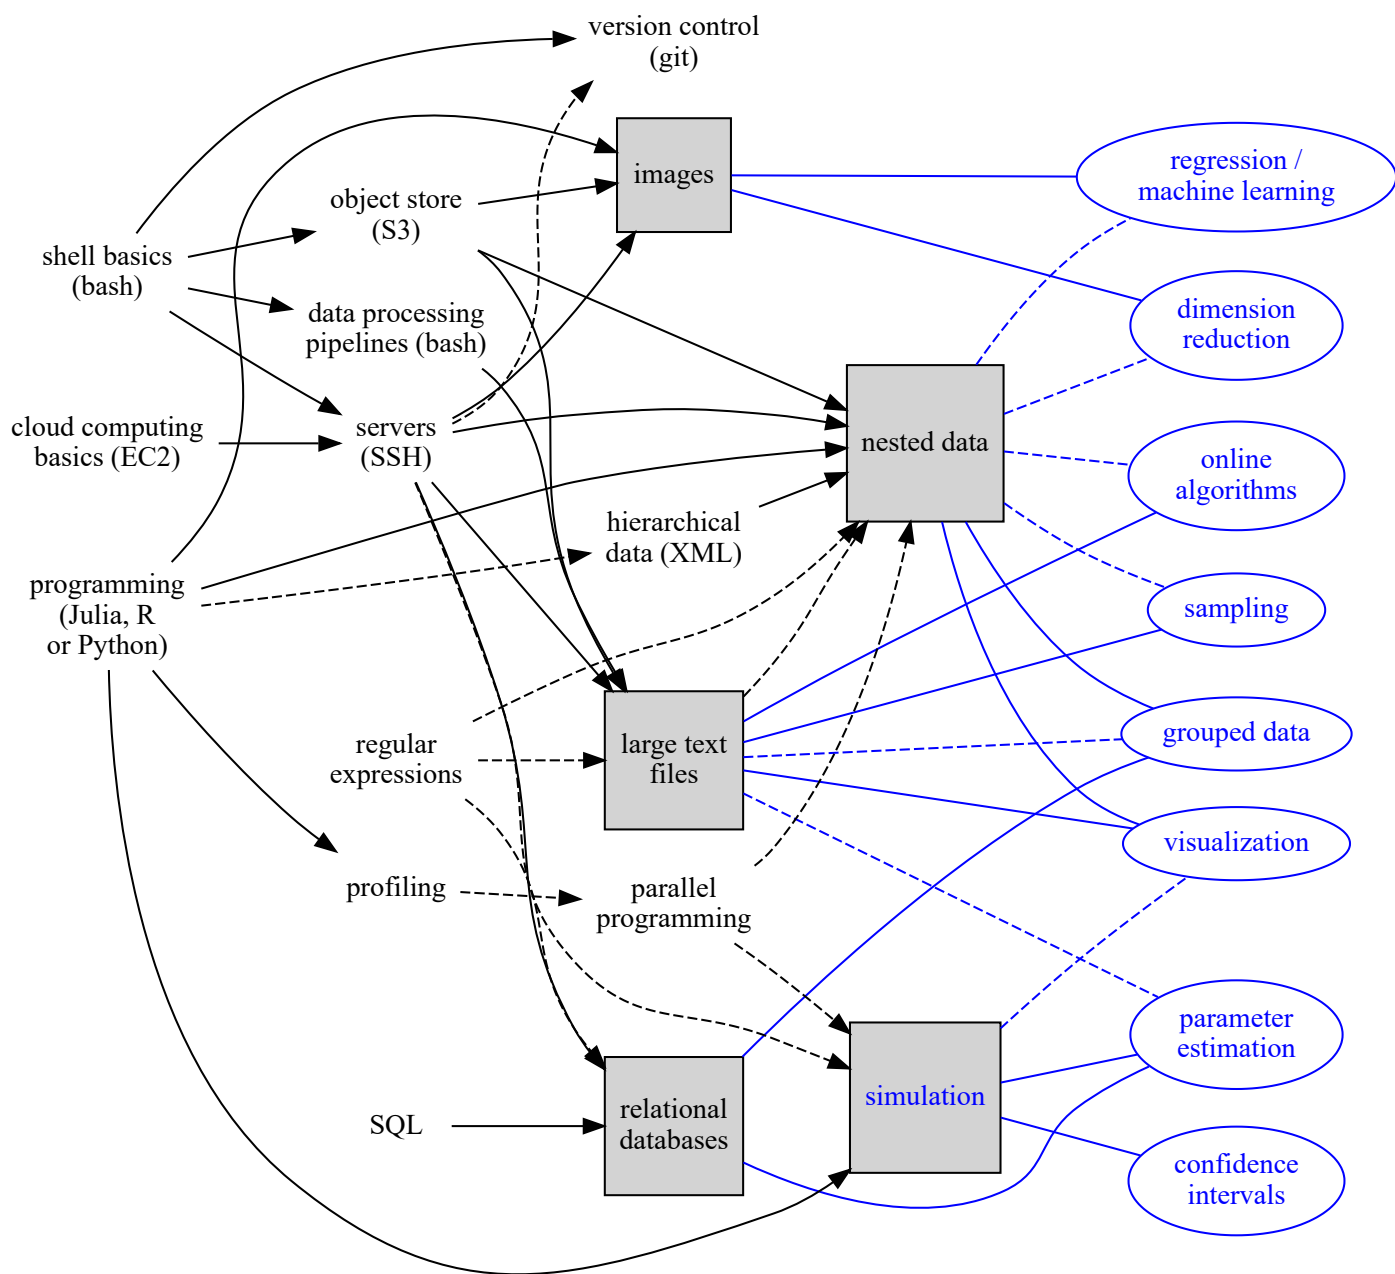 version control
(git)
images
regression /
machine learning
object store
(S3)
shell basics
(bash)
data processing
pipelines (bash)
dimension
reduction
cloud computing
basics (EC2)
servers
(SSH)
nested data
online
algorithms
hierarchical
data (XML)
programming
(Julia, R
or Python)
sampling
regular
expressions
large text
files
grouped data
visualization
profiling
parallel
programming
parameter
estimation
SQL
relational
databases
simulation
confidence
intervals